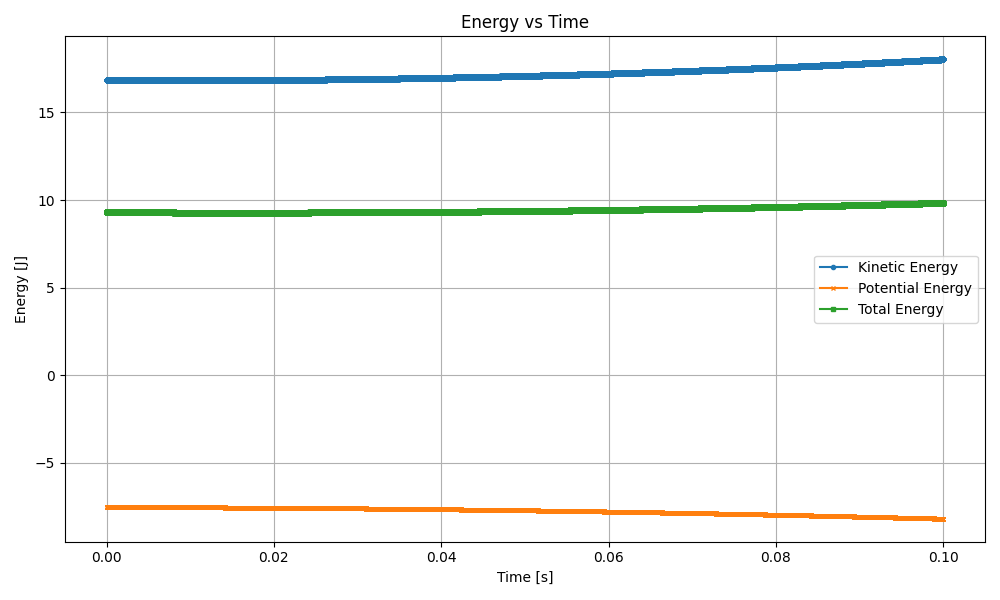 Energy vs Time
Energy [J]
15
10
5
0
−5
Kinetic Energy
Potential Energy
Total Energy
0.00 0.02 0.04 0.06 0.08 0.10
Time [s]